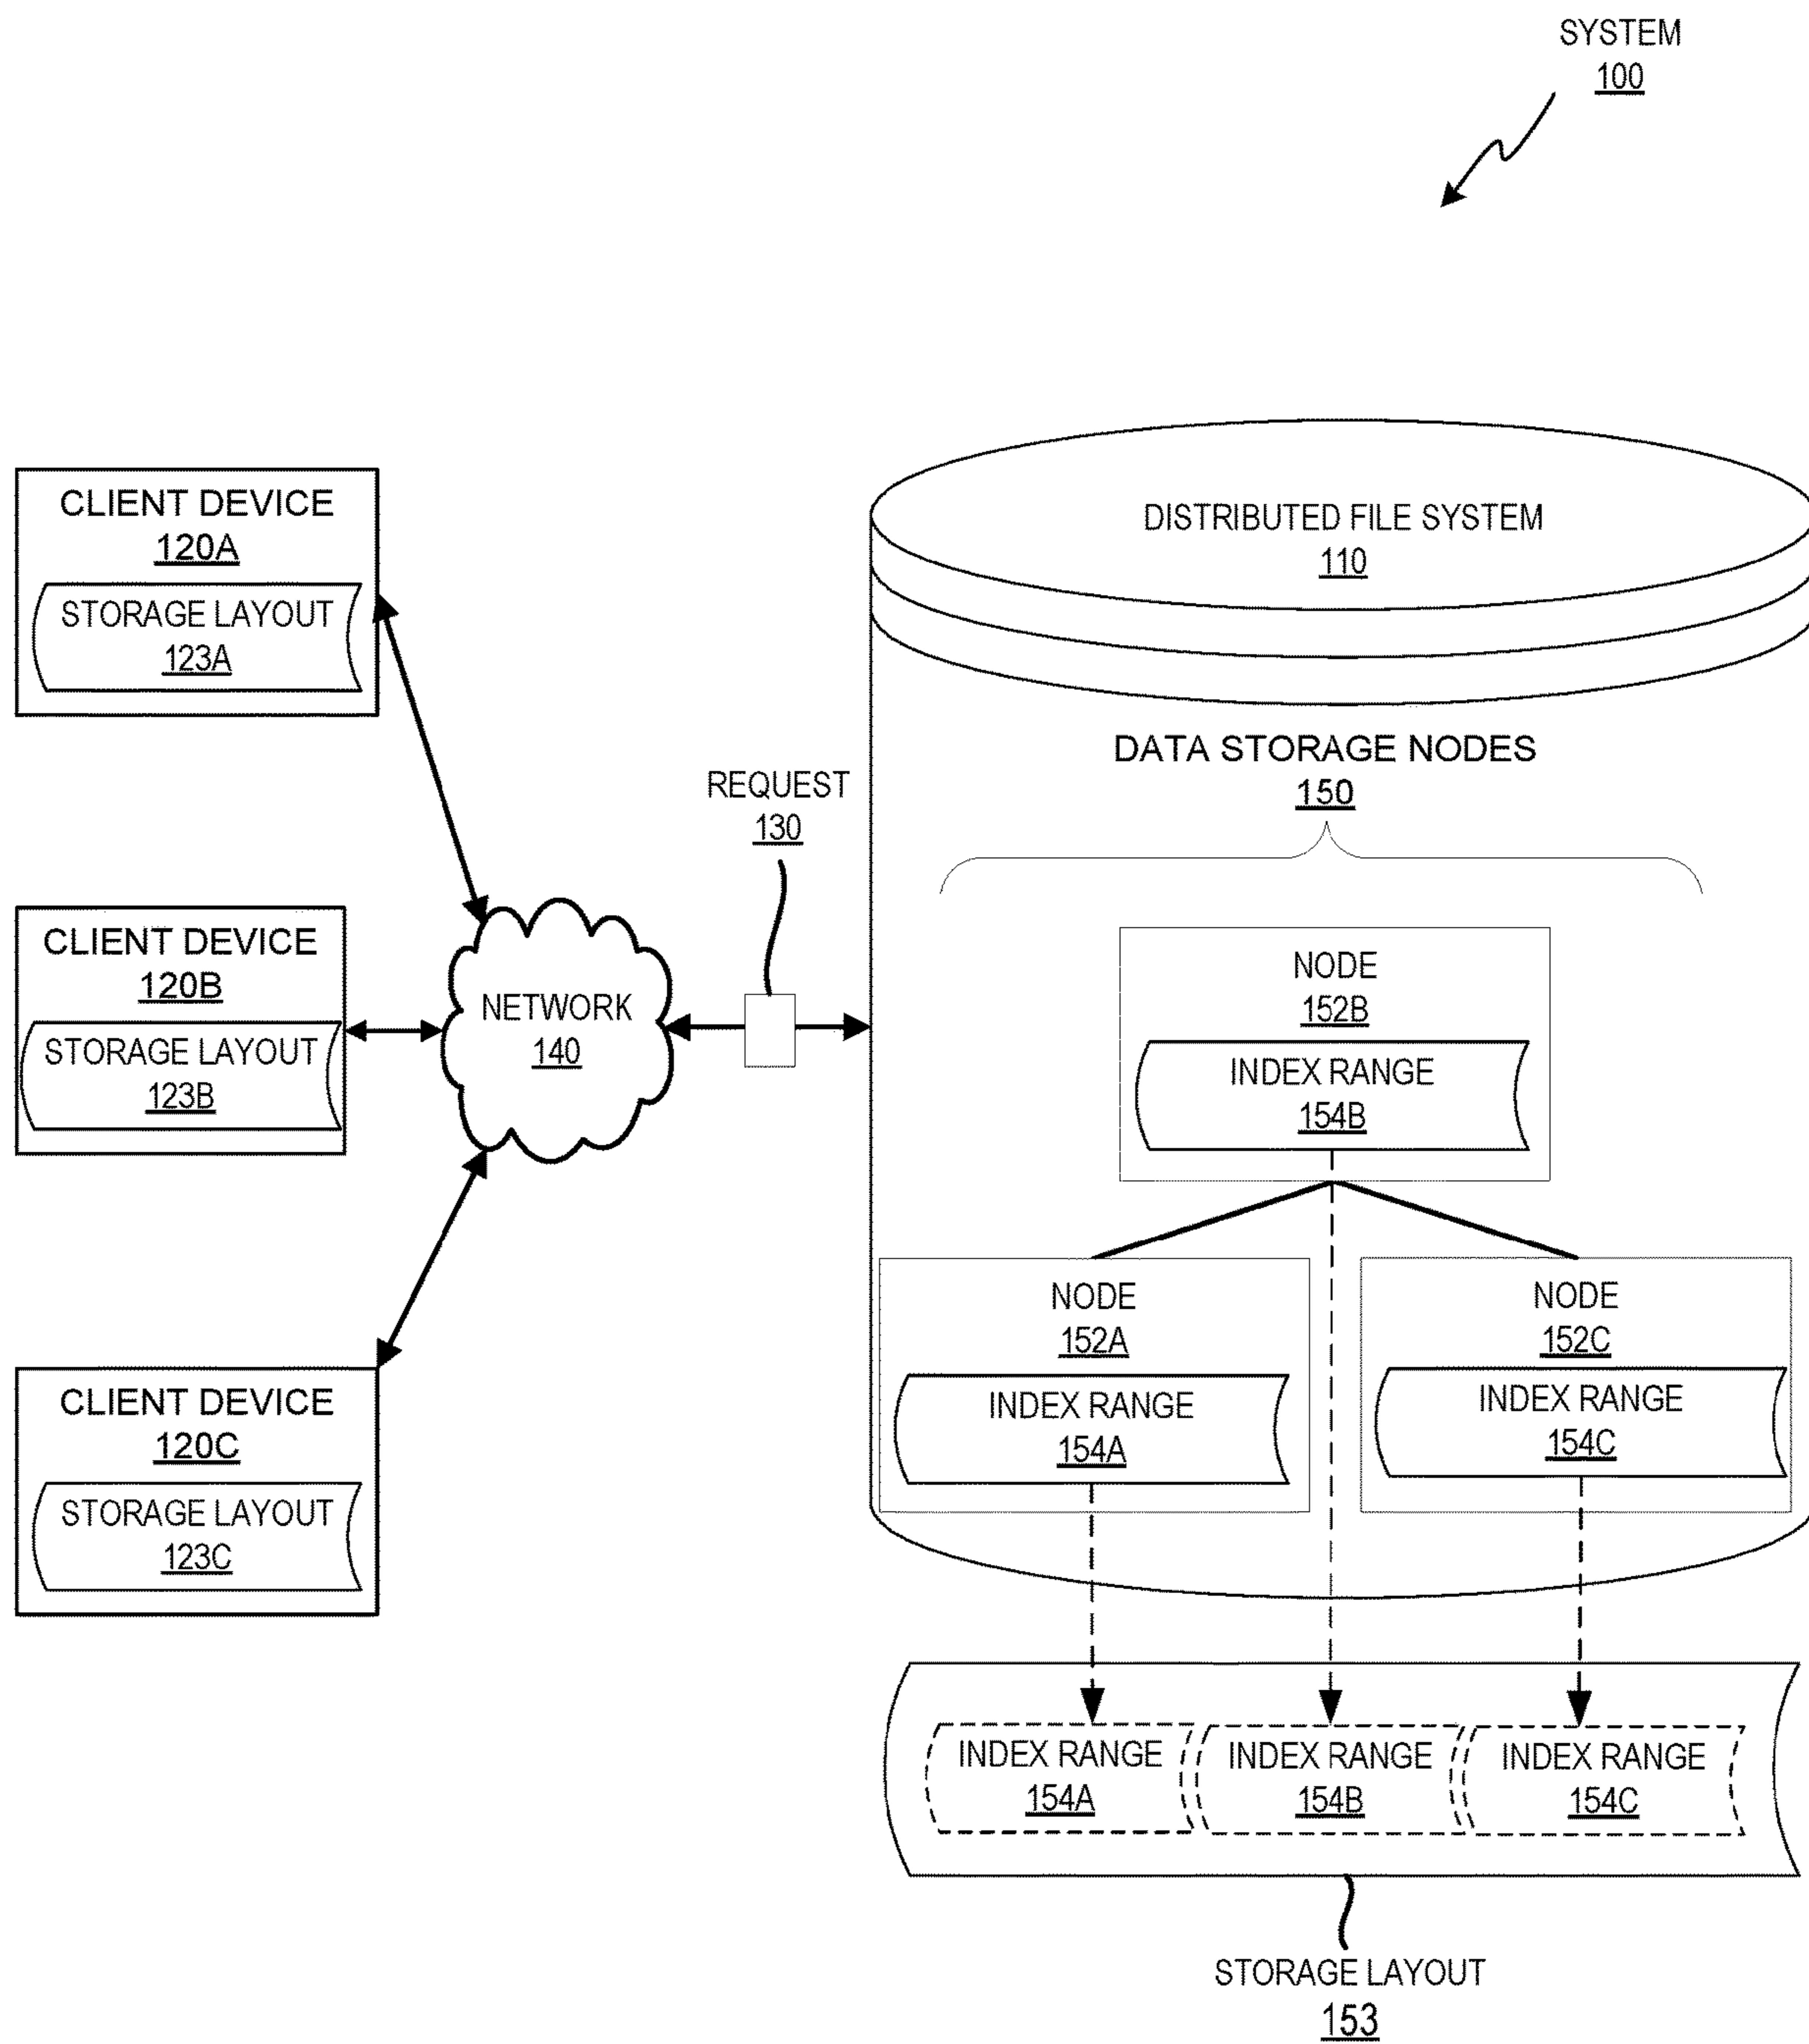 SYSTEM
100
CLIENT DEVICE
120A
STORAGE LAYOUT
123A
CLIENT DEVICE
120B
STORAGE LAYOUT
123B
CLIENT DEVICE
120C
STORAGE LAYOUT
123C
NETWORK
140
REQUEST
130
DISTRIBUTED FILE SYSTEM
110
DATA STORAGE NODES
150
NODE
152B
INDEX RANGE
154B
NODE
152A
INDEX RANGE
154A
NODE
152C
INDEX RANGE
154C
INDEX RANGE
154A
INDEX RANGE
154B
INDEX RANGE
154C
STORAGE LAYOUT
153